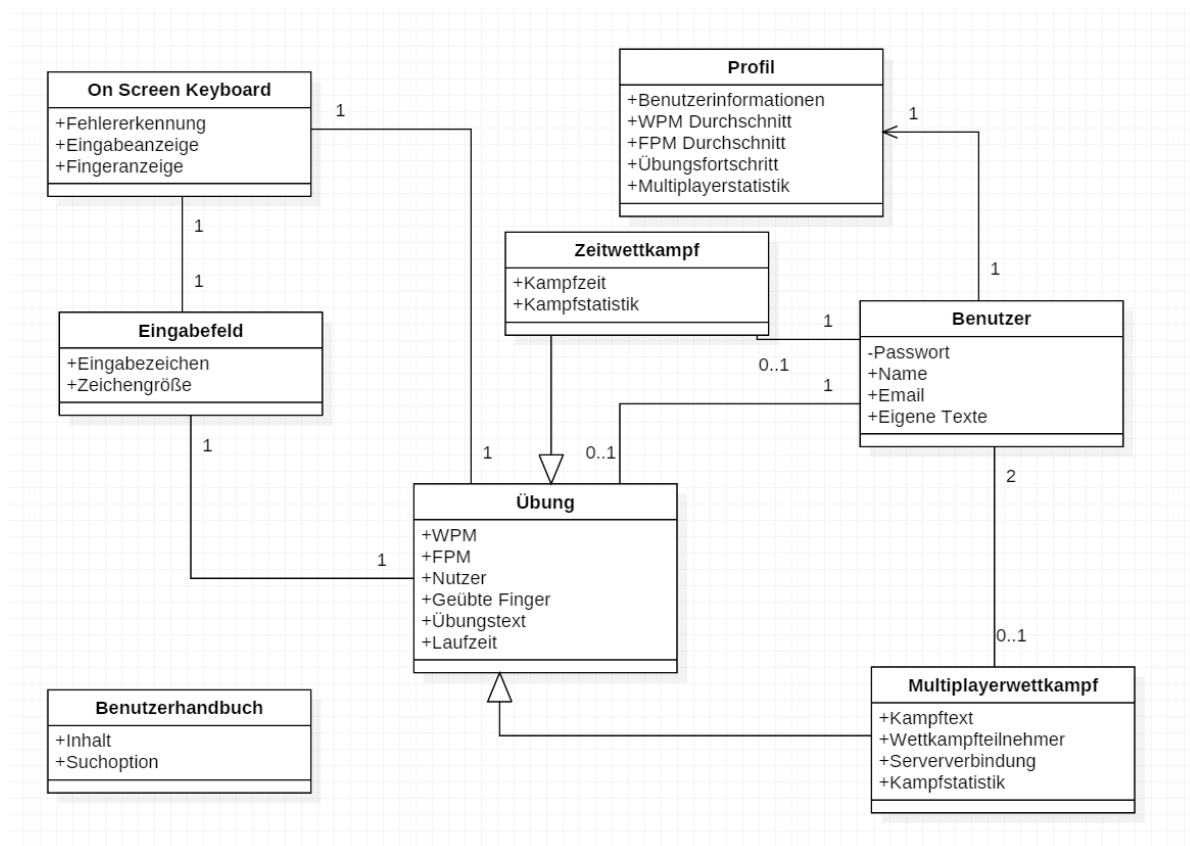 On Screen Keyboard
+Fehlererkennung
+Eingabeanzeige
+Fingeranzeige
1
1
1
1
Eingabefeld
+Eingabezeichen
+Zeichengröße
1
1
Profil
+Benutzerinformationen
+WPM Durchschnitt
+FPM Durchschnitt
+Übungsfortschritt
+Multiplayerstatistik
1
1
Zeitwettkampf
+Kampfzeit
+Kampfstatistik
1
0..1
1
0..1
Benutzer
-Passwort
+Name
+Email
+Eigene Texte
2
0..1
Übung
+WPM
+FPM
+Nutzer
+Geübte Finger
+Übungstext
+Laufzeit
Benutzerhandbuch
+Inhalt
+Suchoption
Multiplayerwettkampf
+Kampftext
+Wettkampfteilnehmer
+Serververbindung
+Kampfstatistik